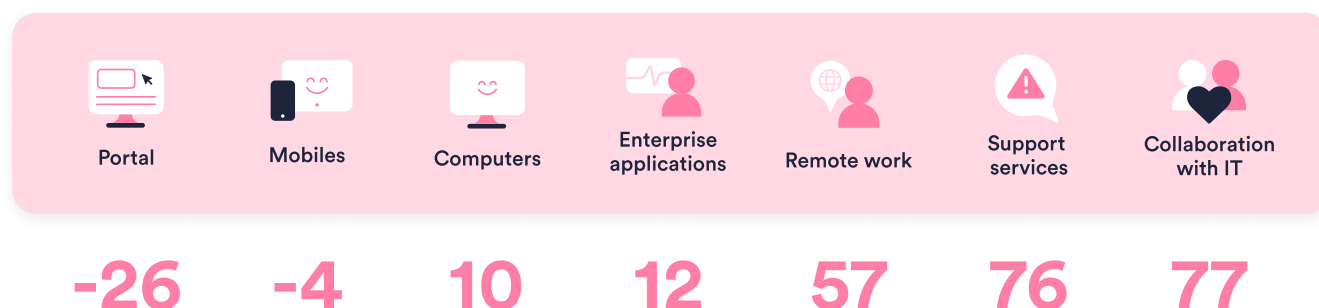 Portal
Mobiles
Computers
Enterprise
applications
Remote work
Support
services
Collaboration
with IT
-26
-4
10
12
57
76
77